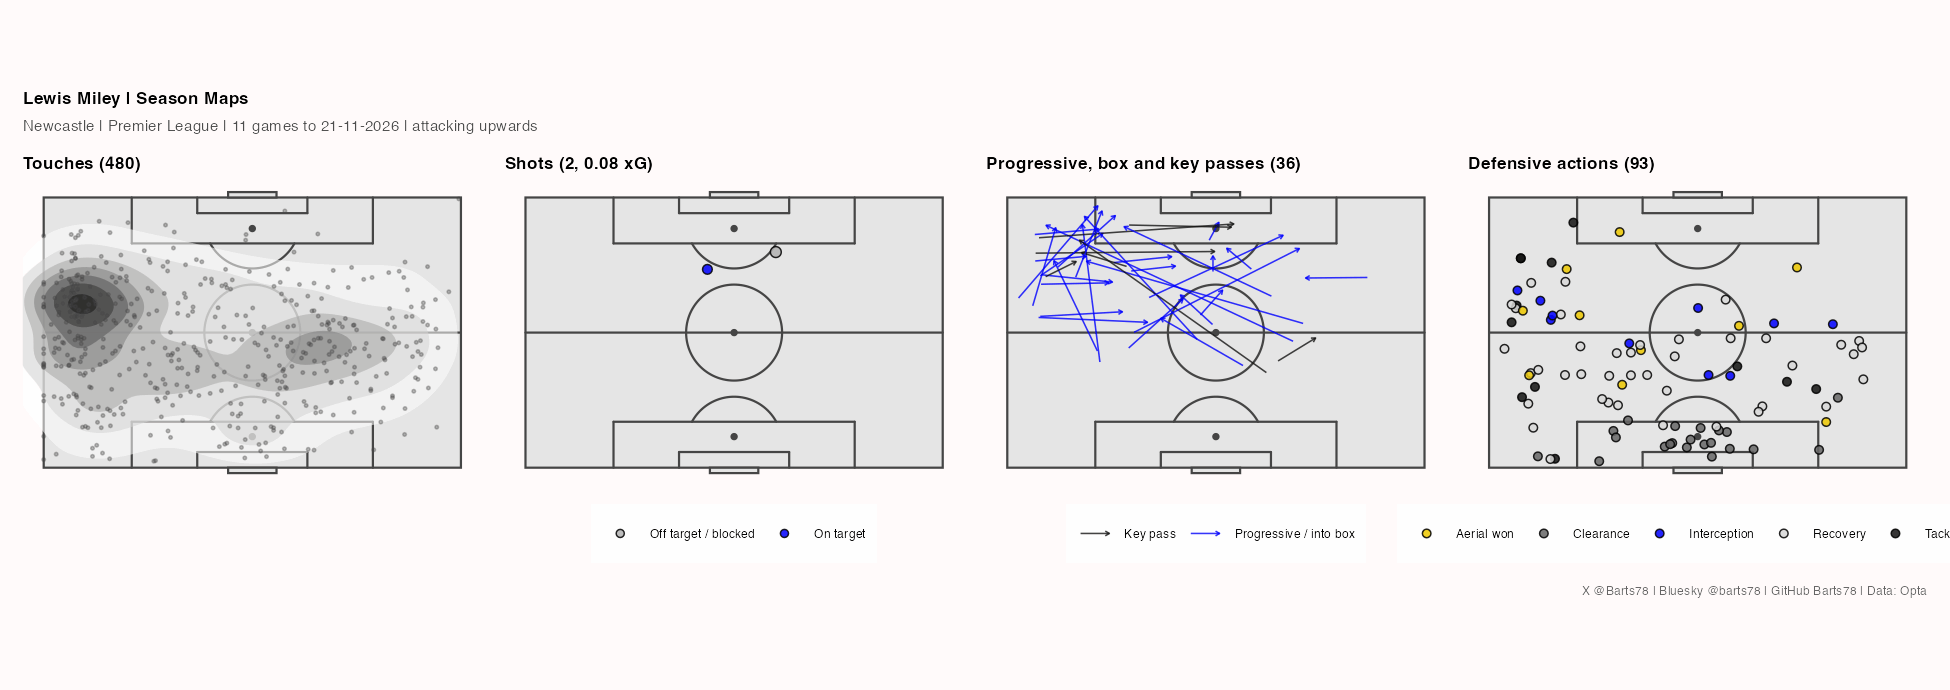 Lewis Miley | Season Maps
Newcastle | Premier League | 11 games to 21-11-2026 | attacking upwards
Touches (480)
Shots (2, 0.08 xG)
Progressive, box and key passes (36)
Defensive actions (93)
Off target / blocked
On target
Key pass
Progressive / into box
Aerial won
Clearance
Interception
Recovery
Tack
X @Barts78 | Bluesky @barts78 | GitHub Barts78 | Data: Opta